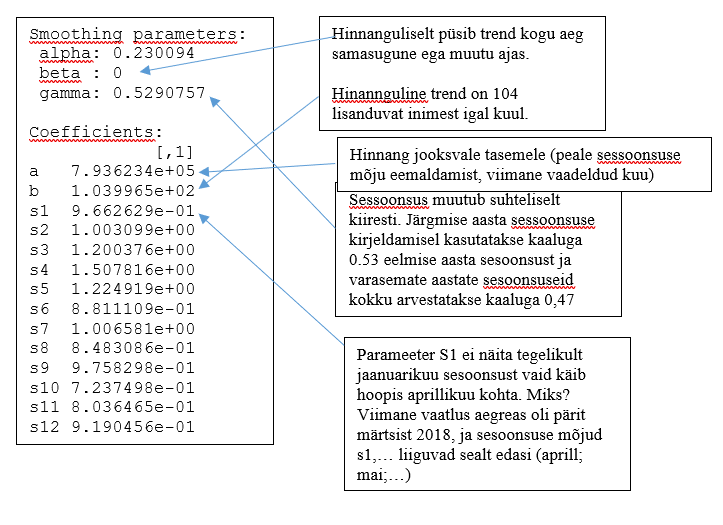 Smoothing parameters:
alpha: 0.230094
beta : 0
gamma: 0.5290757
Coefficients:
[,1]
a 7.936234e+05
b 1.039965e+02
s1 9.662629e-01
s2 1.003099e+00
s3 1.200376e+00
s4 1.507816e+00
s5 1.224919e+00
s6 8.811109e-01
s7 1.006581e+00
s8 8.483086e-01
s9 9.758298e-01
s10 7.237498e-01
s11 8.036465e-01
s12 9.190456e-01
Hinnanguliselt püsib trend kogu aeg
samasugune ega muutu ajas.
Hinannguline trend on 104
lisanduvat inimest igal kuul.
Hinnang jooksvale tasemele (peale sessoonsuse
mõju eemaldamist, viimane vaadeldud kuu)
Sessoonsus muutub suhteliselt
kiiresti. Järgmise aasta sessoonsuse
kirjeldamisel kasutatakse kaaluga
0.53 eelmise aasta sesoonsust ja
varasemate aastate sesoonsuseid
kokku arvestatakse kaaluga 0,47
Parameeter S1 ei näita tegelikult
jaanuarikuu sesoonsust vaid käib
hoopis aprillikuu kohta. Miks?
Viimane vaatlus aegreas oli pärit
märtsist 2018, ja sesoonsuse mõjud
s1,… liiguvad sealt edasi (aprill;
mai;…)